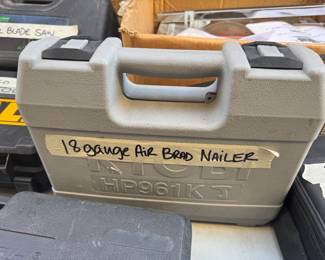 BLADE SAW
18 gauge AIR BRAD NAILER
HP961K